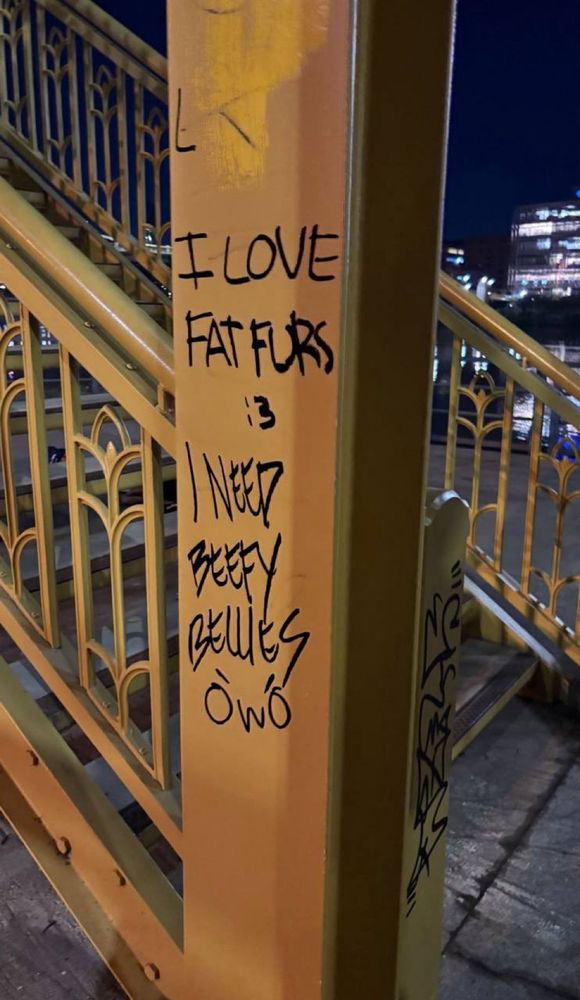 I LOVE
FAT FURS
:3
I NEED
BEEFY
BELLIES
ÒwÓ